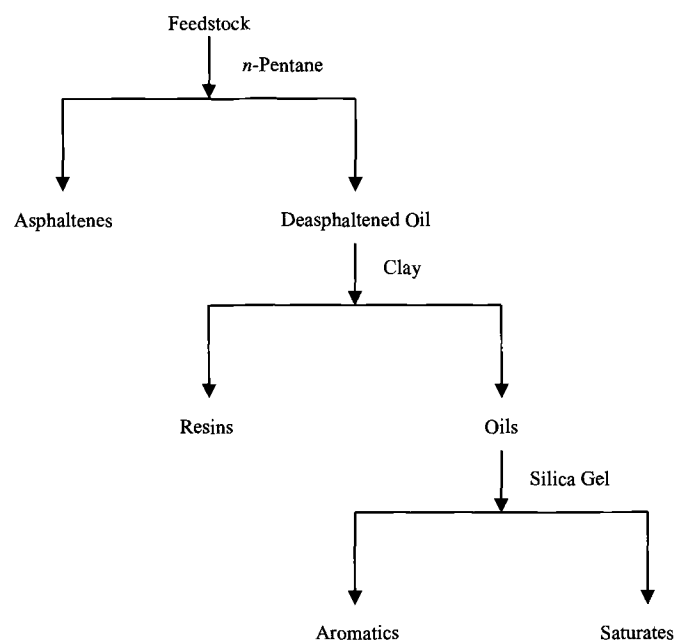 Feedstock
n-Pentane
Asphaltenes
Deasphaltened Oil
Clay
Resins
Oils
Silica Gel
Aromatics
Saturates